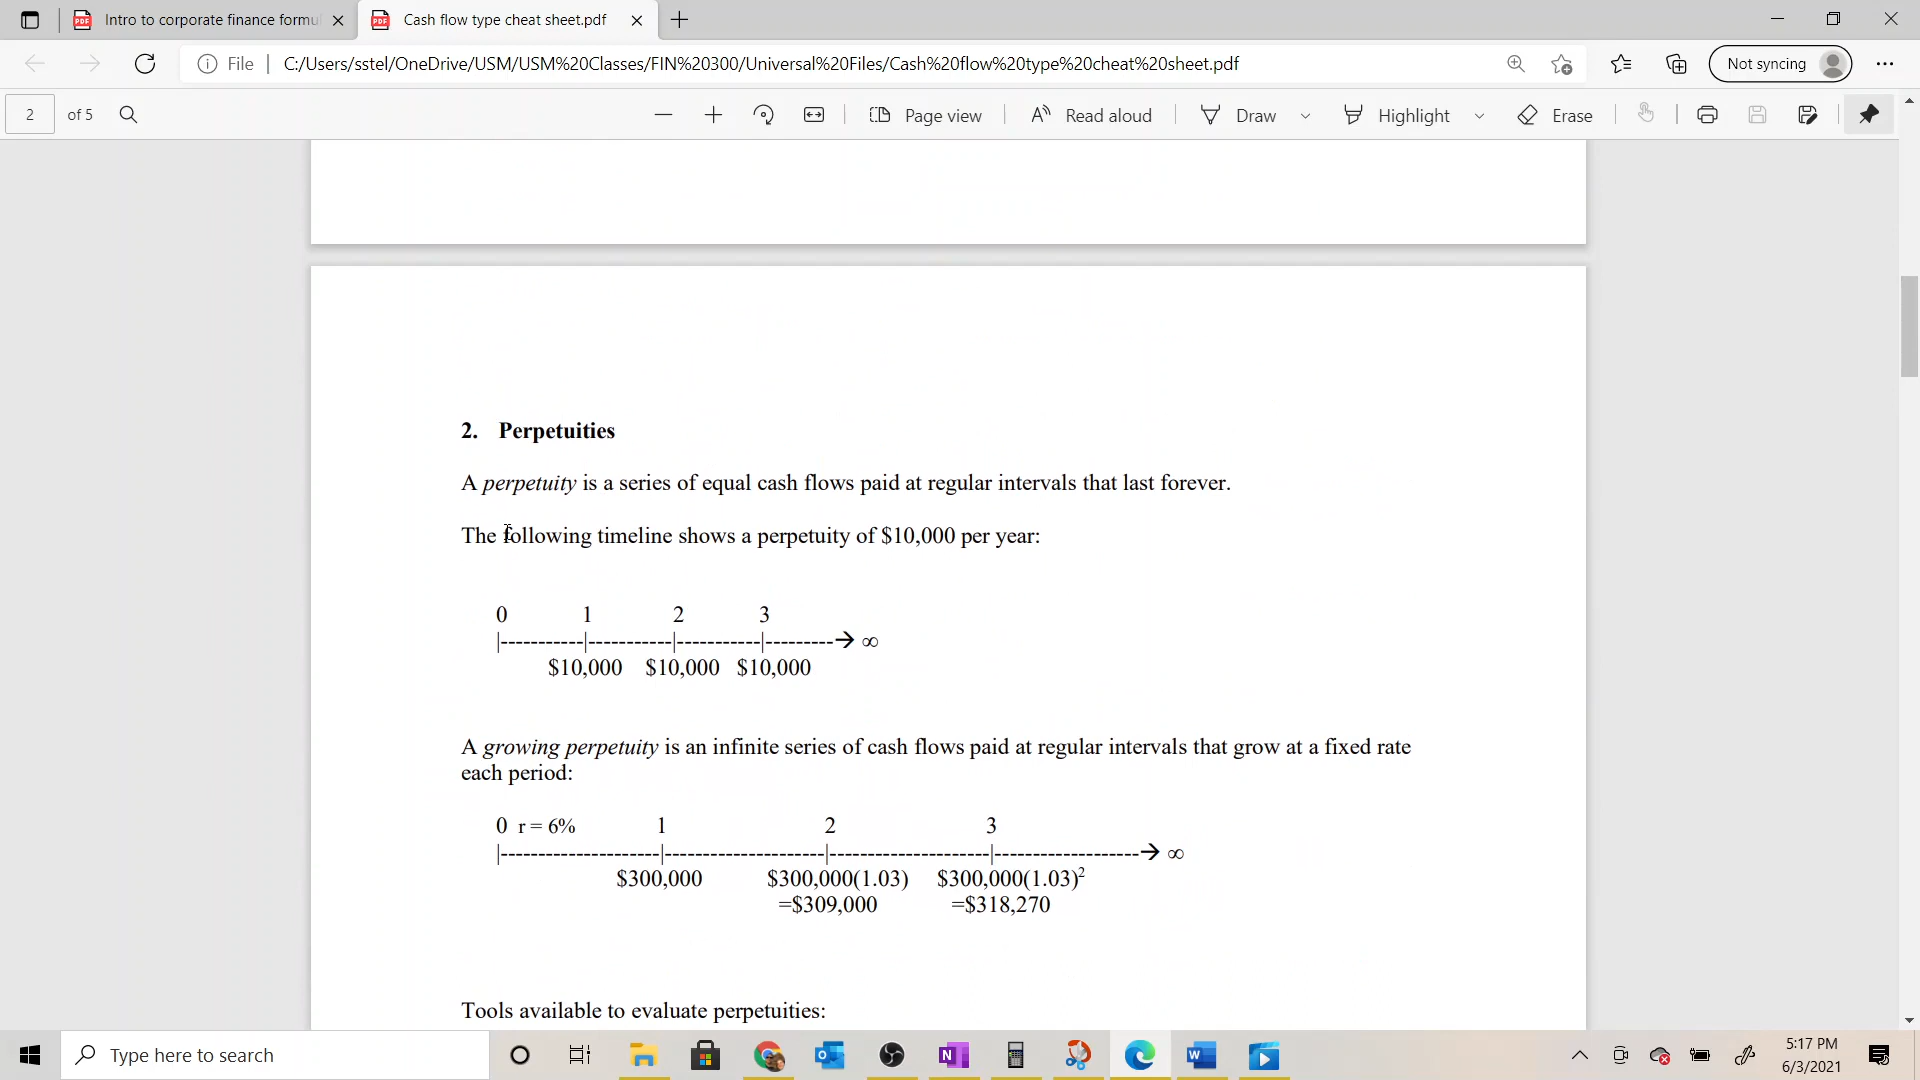 Intro to corporate finance formu
Cash flow type cheat sheet.pdf
File
C:/Users/sstel/OneDrive/USM/USM%20Classes/FIN%20300/Universal%20Files/Cash%20flow%20type%20cheat%20sheet.pdf
Not syncing
2 of 5
Page view
Read aloud
Draw
Highlight
Erase
2. Perpetuities
A perpetuity is a series of equal cash flows paid at regular intervals that last forever.
The following timeline shows a perpetuity of $10,000 per year:
0 1 2 3
|-----------|-----------|-----------|---------→ ∞
$10,000 $10,000 $10,000
A growing perpetuity is an infinite series of cash flows paid at regular intervals that grow at a fixed rate
each period:
0 r = 6% 1 2 3
|---------------------|---------------------|---------------------|-------------------→ ∞
$300,000 $300,000(1.03) $300,000(1.03)²
=$309,000 =$318,270
Tools available to evaluate perpetuities:
Type here to search
5:17 PM
6/3/2021